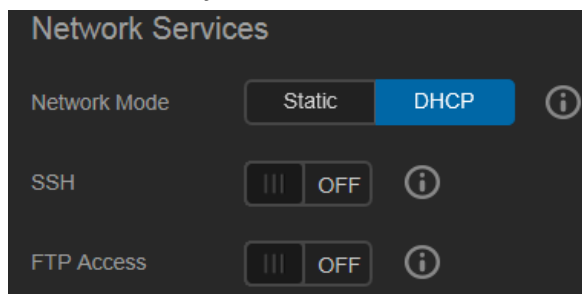 Network Services
Network Mode Static DHCP
SSH OFF
FTP Access OFF